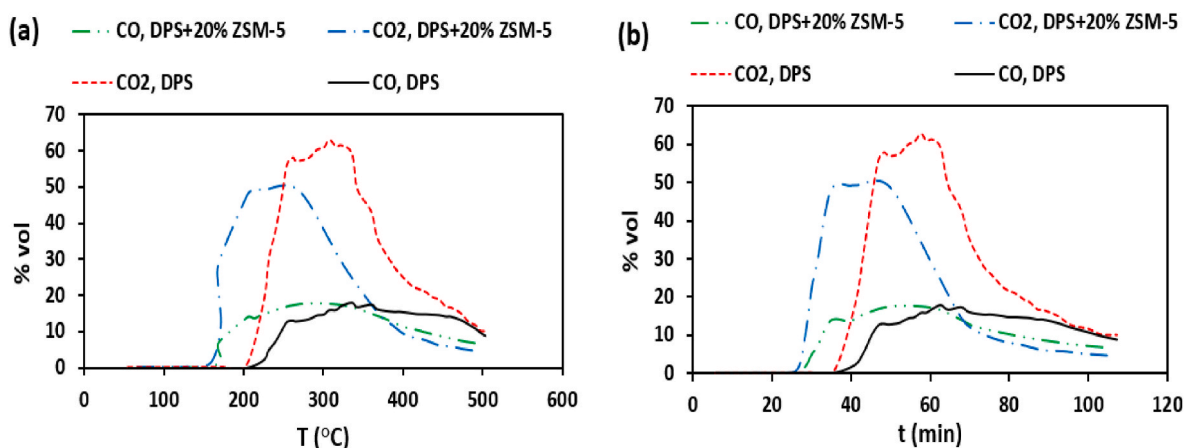 (a)
CO, DPS+20% ZSM-5
CO2, DPS+20% ZSM-5
CO2, DPS
CO, DPS
70
60
50
40
30
20
10
0
% vol
0 100 200 300 400 500 600
T (ºC)
(b)
CO, DPS+20% ZSM-5
CO2, DPS+20% ZSM-5
CO2, DPS
CO, DPS
70
60
50
40
30
20
10
0
% vol
0 20 40 60 80 100 120
t (min)